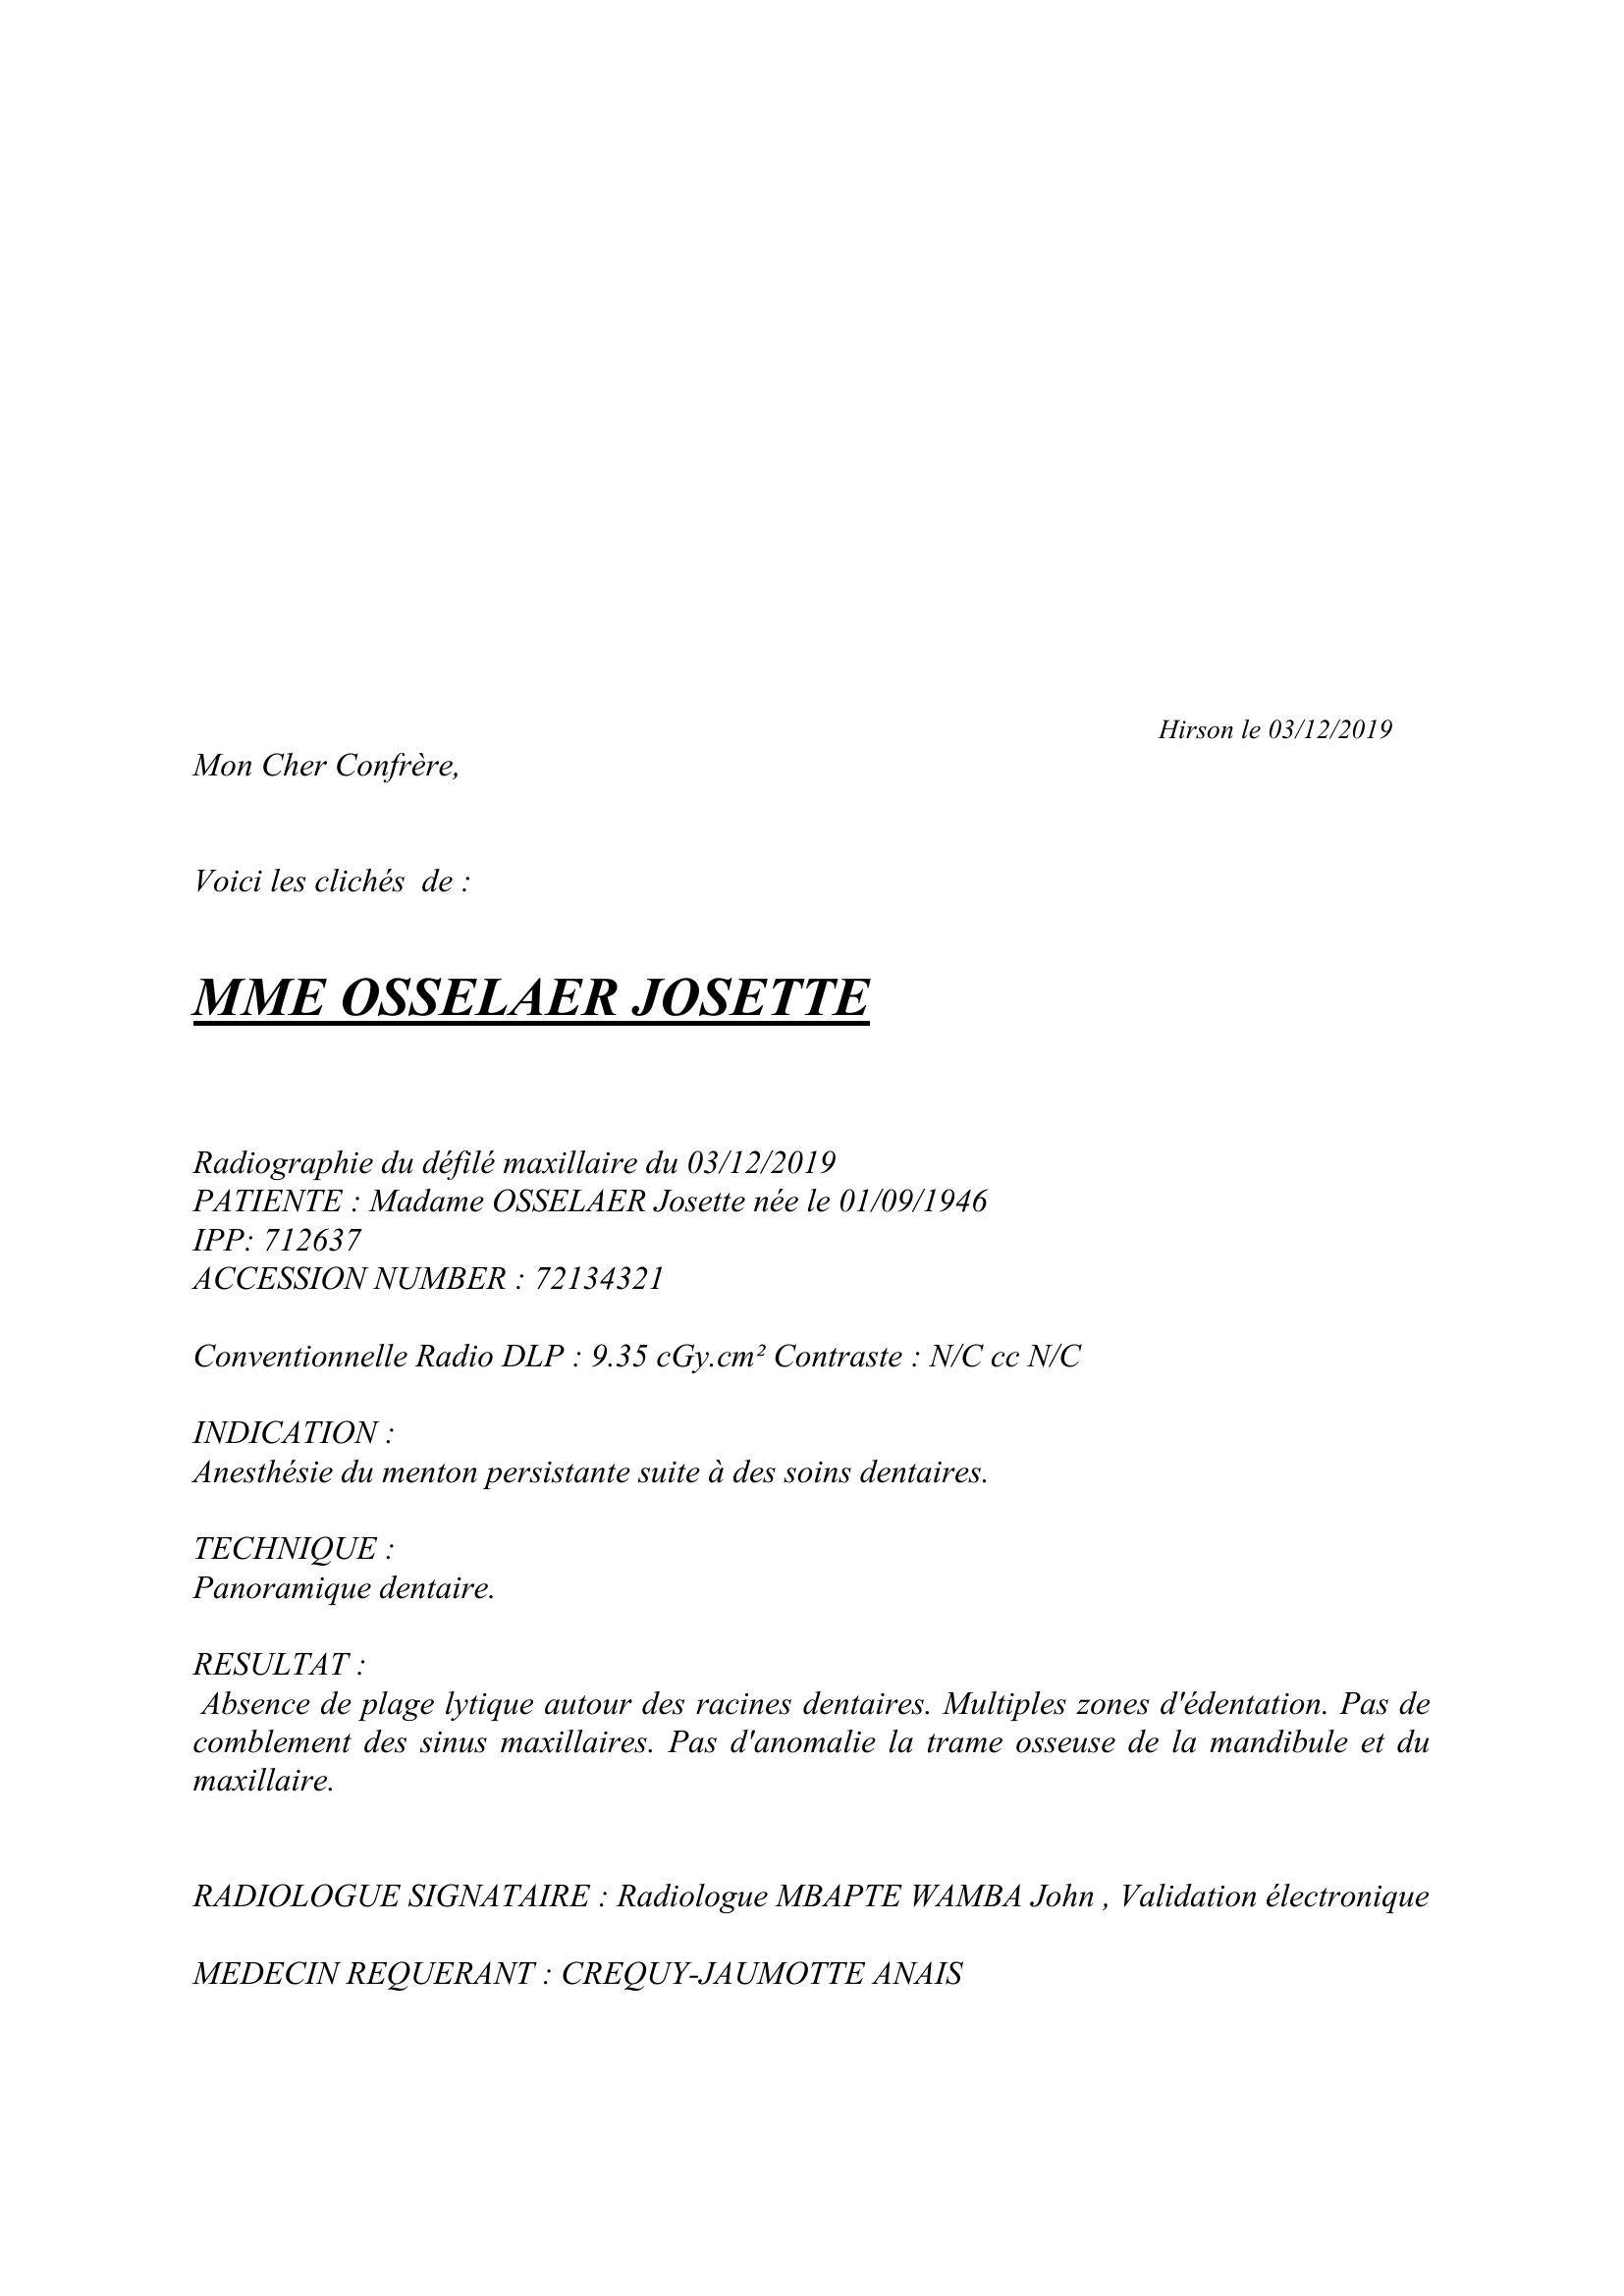 Hirson le 03/12/2019
Mon Cher Confrère,
Voici les clichés  de :
MME OSSELAER JOSETTE
Radiographie du défilé maxillaire du 03/12/2019
PATIENTE : Madame OSSELAER Josette née le 01/09/1946
IPP: 712637
ACCESSION NUMBER : 72134321
Conventionnelle Radio DLP : 9.35 cGy.cm² Contraste : N/C cc N/C
INDICATION :
Anesthésie du menton persistante suite à des soins dentaires.
TECHNIQUE :
Panoramique dentaire.
RESULTAT :
Absence de plage lytique autour des racines dentaires. Multiples zones d'édentation. Pas de
comblement des sinus maxillaires. Pas d'anomalie la trame osseuse de la mandibule et du
maxillaire.
RADIOLOGUE SIGNATAIRE : Radiologue MBAPTE WAMBA John , Validation électronique
MEDECIN REQUERANT : CREQUY-JAUMOTTE ANAIS